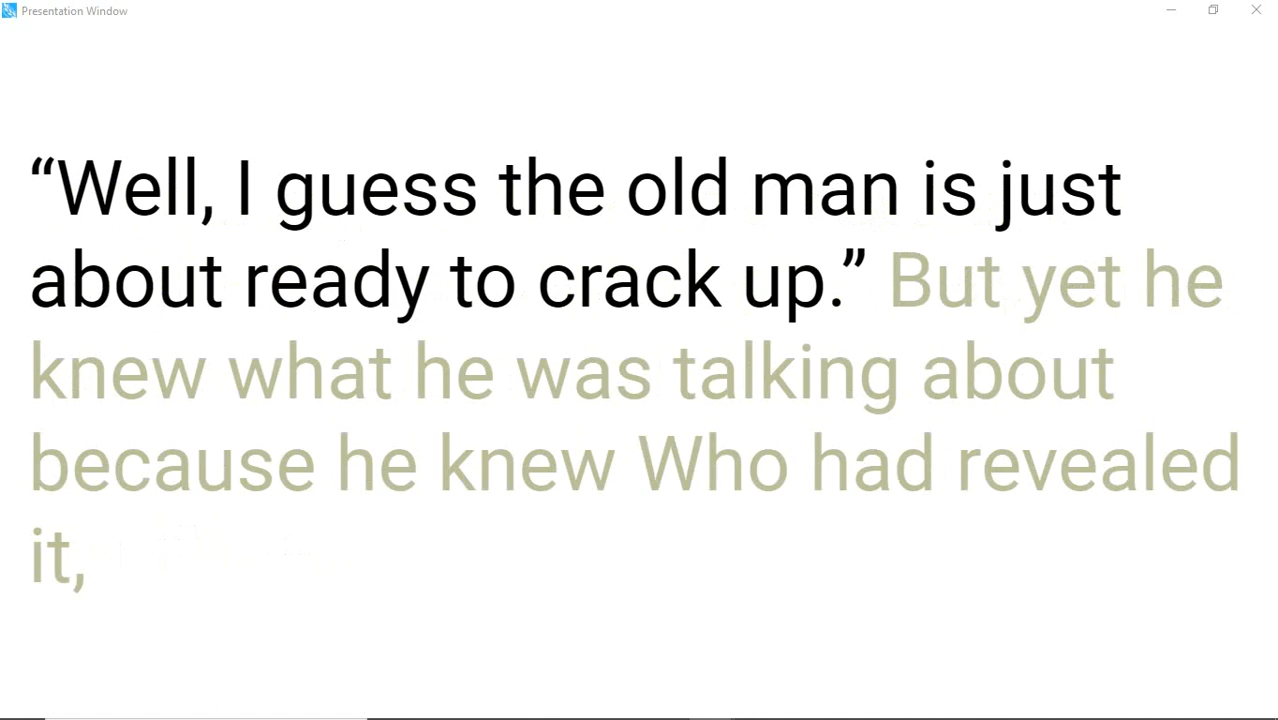 Presentation Window
“Well, I guess the old man is just
about ready to crack up.” But yet he
knew what he was talking about
because he knew Who had revealed
it,